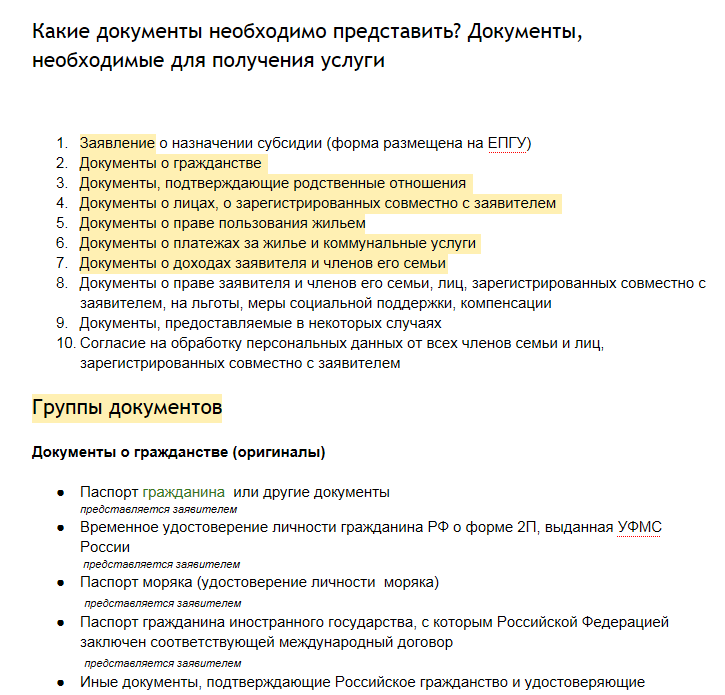 Какие документы необходимо представить? Документы,
необходимые для получения услуги
1. Заявление о назначении субсидии (форма размещена на ЕПГУ)
2. Документы о гражданстве
3. Документы, подтверждающие родственные отношения
4. Документы о лицах, о зарегистрированных совместно с заявителем
5. Документы о праве пользования жильем
6. Документы о платежах за жилье и коммунальные услуги
7. Документы о доходах заявителя и членов его семьи
8. Документы о праве заявителя и членов его семьи, лиц, зарегистрированных совместно с
заявителем, на льготы, меры социальной поддержки, компенсации
9. Документы, предоставляемые в некоторых случаях
10. Согласие на обработку персональных данных от всех членов семьи и лиц,
зарегистрированных совместно с заявителем
Группы документов
Документы о гражданстве (оригиналы)
● Паспорт гражданина или другие документы
представляется заявителем
● Временное удостоверение личности гражданина РФ о форме 2П, выданная УФМС
России
представляется заявителем
● Паспорт моряка (удостоверение личности моряка)
представляется заявителем
● Паспорт гражданина иностранного государства, с которым Российской Федерацией
заключен соответствующей международный договор
представляется заявителем
● Иные документы, подтверждающие Российское гражданство и удостоверяющие